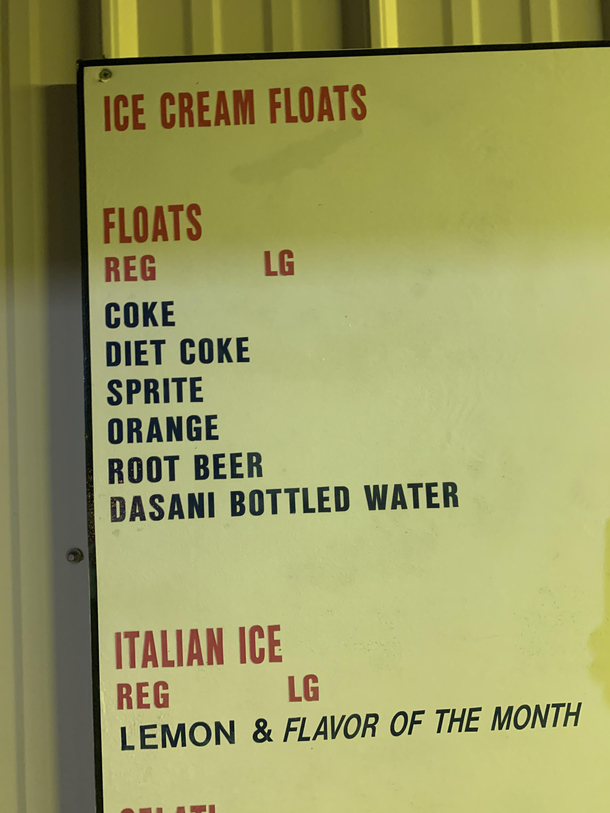 ICE CREAM FLOATS
FLOATS
REG LG
COKE
DIET COKE
SPRITE
ORANGE
ROOT BEER
DASANI BOTTLED WATER
ITALIAN ICE
REG LG
LEMON & FLAVOR OF THE MONTH